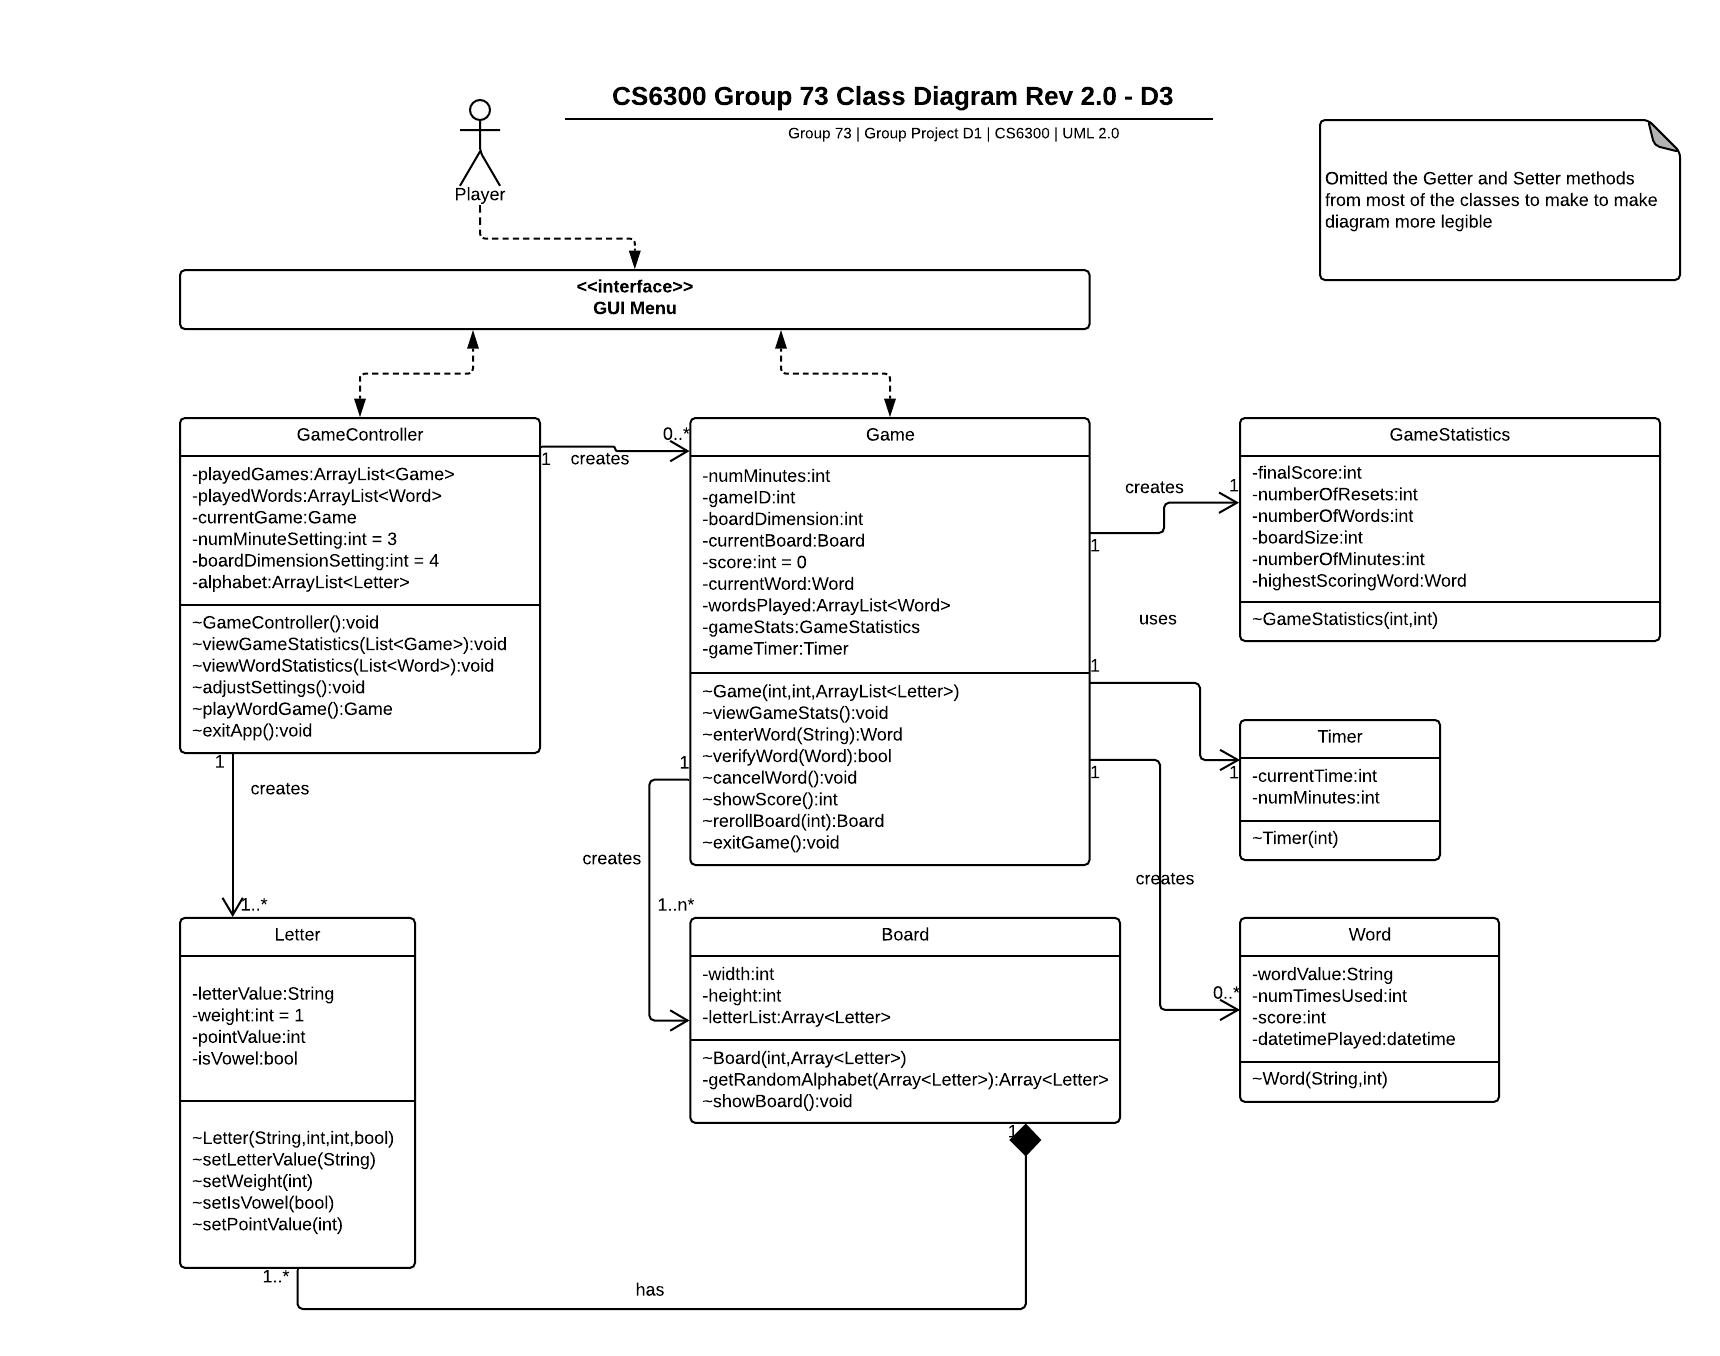 CS6300 Group 73 Class Diagram Rev 2.0 - D3
Group 73 | Group Project D1 | CS6300 | UML 2.0
Omitted the Getter and Setter methods
from most of the classes to make to make
diagram more legible
Player
<<interface>>
GUI Menu
GameController
-playedGames:ArrayList<Game>
-playedWords:ArrayList<Word>
-currentGame:Game
-numMinuteSetting:int = 3
-boardDimensionSetting:int = 4
-alphabet:ArrayList<Letter>
~GameController():void
~viewGameStatistics(List<Game>):void
~viewWordStatistics(List<Word>):void
~adjustSettings():void
~playWordGame():Game
~exitApp():void
1
creates
0..*
Game
-numMinutes:int
-gameID:int
-boardDimension:int
-currentBoard:Board
-score:int = 0
-currentWord:Word
-wordsPlayed:ArrayList<Word>
-gameStats:GameStatistics
-gameTimer:Timer
~Game(int,int,ArrayList<Letter>)
~viewGameStats():void
~enterWord(String):Word
~verifyWord(Word):bool
~cancelWord():void
~showScore():int
~rerollBoard(int):Board
~exitGame():void
creates
1
1
GameStatistics
-finalScore:int
-numberOfResets:int
-numberOfWords:int
-boardSize:int
-numberOfMinutes:int
-highestScoringWord:Word
~GameStatistics(int,int)
uses
1
1
Timer
-currentTime:int
-numMinutes:int
~Timer(int)
1
creates
1..*
Letter
-letterValue:String
-weight:int = 1
-pointValue:int
-isVowel:bool
~Letter(String,int,int,bool)
~setLetterValue(String)
~setWeight(int)
~setIsVowel(bool)
~setPointValue(int)
1
creates
1..n*
Board
-width:int
-height:int
-letterList:Array<Letter>
~Board(int,Array<Letter>)
-getRandomAlphabet(Array<Letter>):Array<Letter>
~showBoard():void
1
creates
0..*
Word
-wordValue:String
-numTimesUsed:int
-score:int
-datetimePlayed:datetime
~Word(String,int)
1
1..*
has